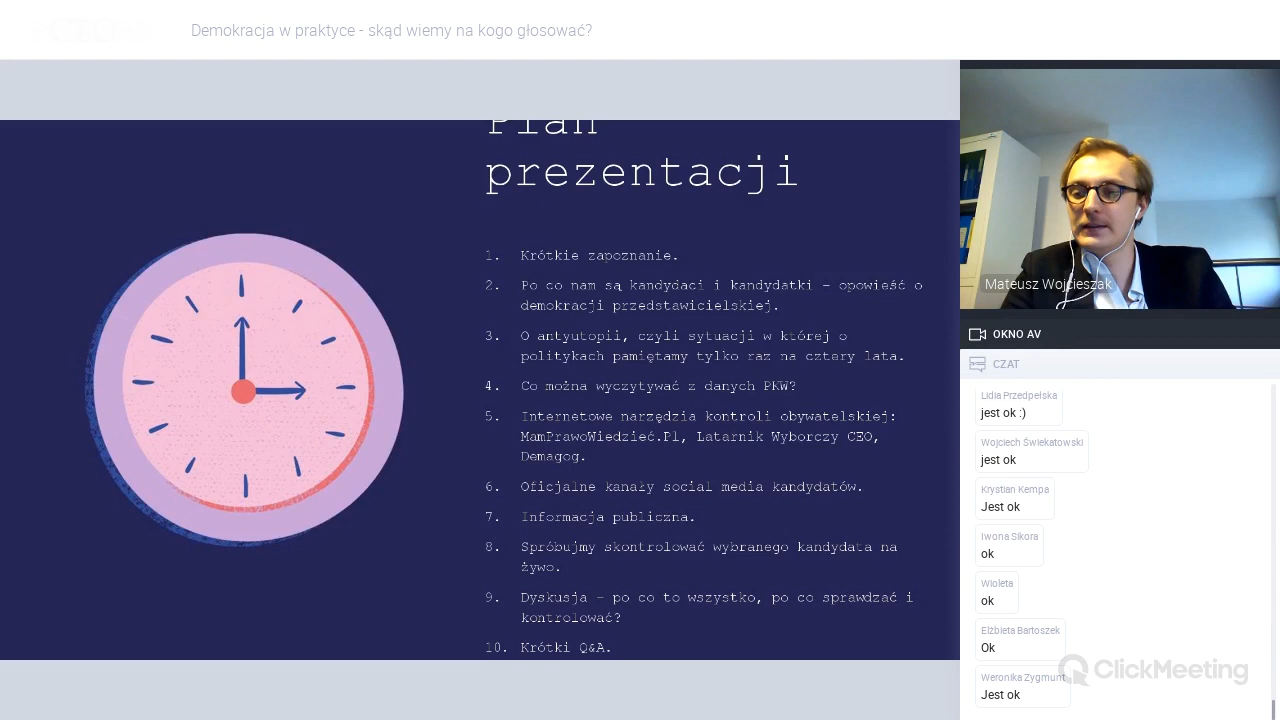 Demokracja w praktyce - skąd wiemy na kogo głosować?
Plan
prezentacji
1. Krótkie zapoznanie.
2. Po co nam są kandydaci i kandydatki – opowieść o
demokracji przedstawicielskiej.
3. O antyutopii, czyli sytuacji w której o
politykach pamiętamy tylko raz na cztery lata.
4. Co można wyczytywać z danych PKW?
5. Internetowe narzędzia kontroli obywatelskiej:
MamPrawoWiedzieć.Pl, Latarnik Wyborczy CEO,
Demagog.
6. Oficjalne kanały social media kandydatów.
7. Informacja publiczna.
8. Spróbujmy skontrolować wybranego kandydata na
żywo.
9. Dyskusja – po co to wszystko, po co sprawdzać i
kontrolować?
10. Krótki Q&A.
Mateusz Wojcieszak
OKNO AV
CZAT
Lidia Przedpełska
jest ok :)
Wojciech Świekatowski
jest ok
Krystian Kempa
Jest ok
Iwona Sikora
ok
Wioleta
ok
Elżbieta Bartoszek
Ok
Weronika Zygmunt
Jest ok
ClickMeeting